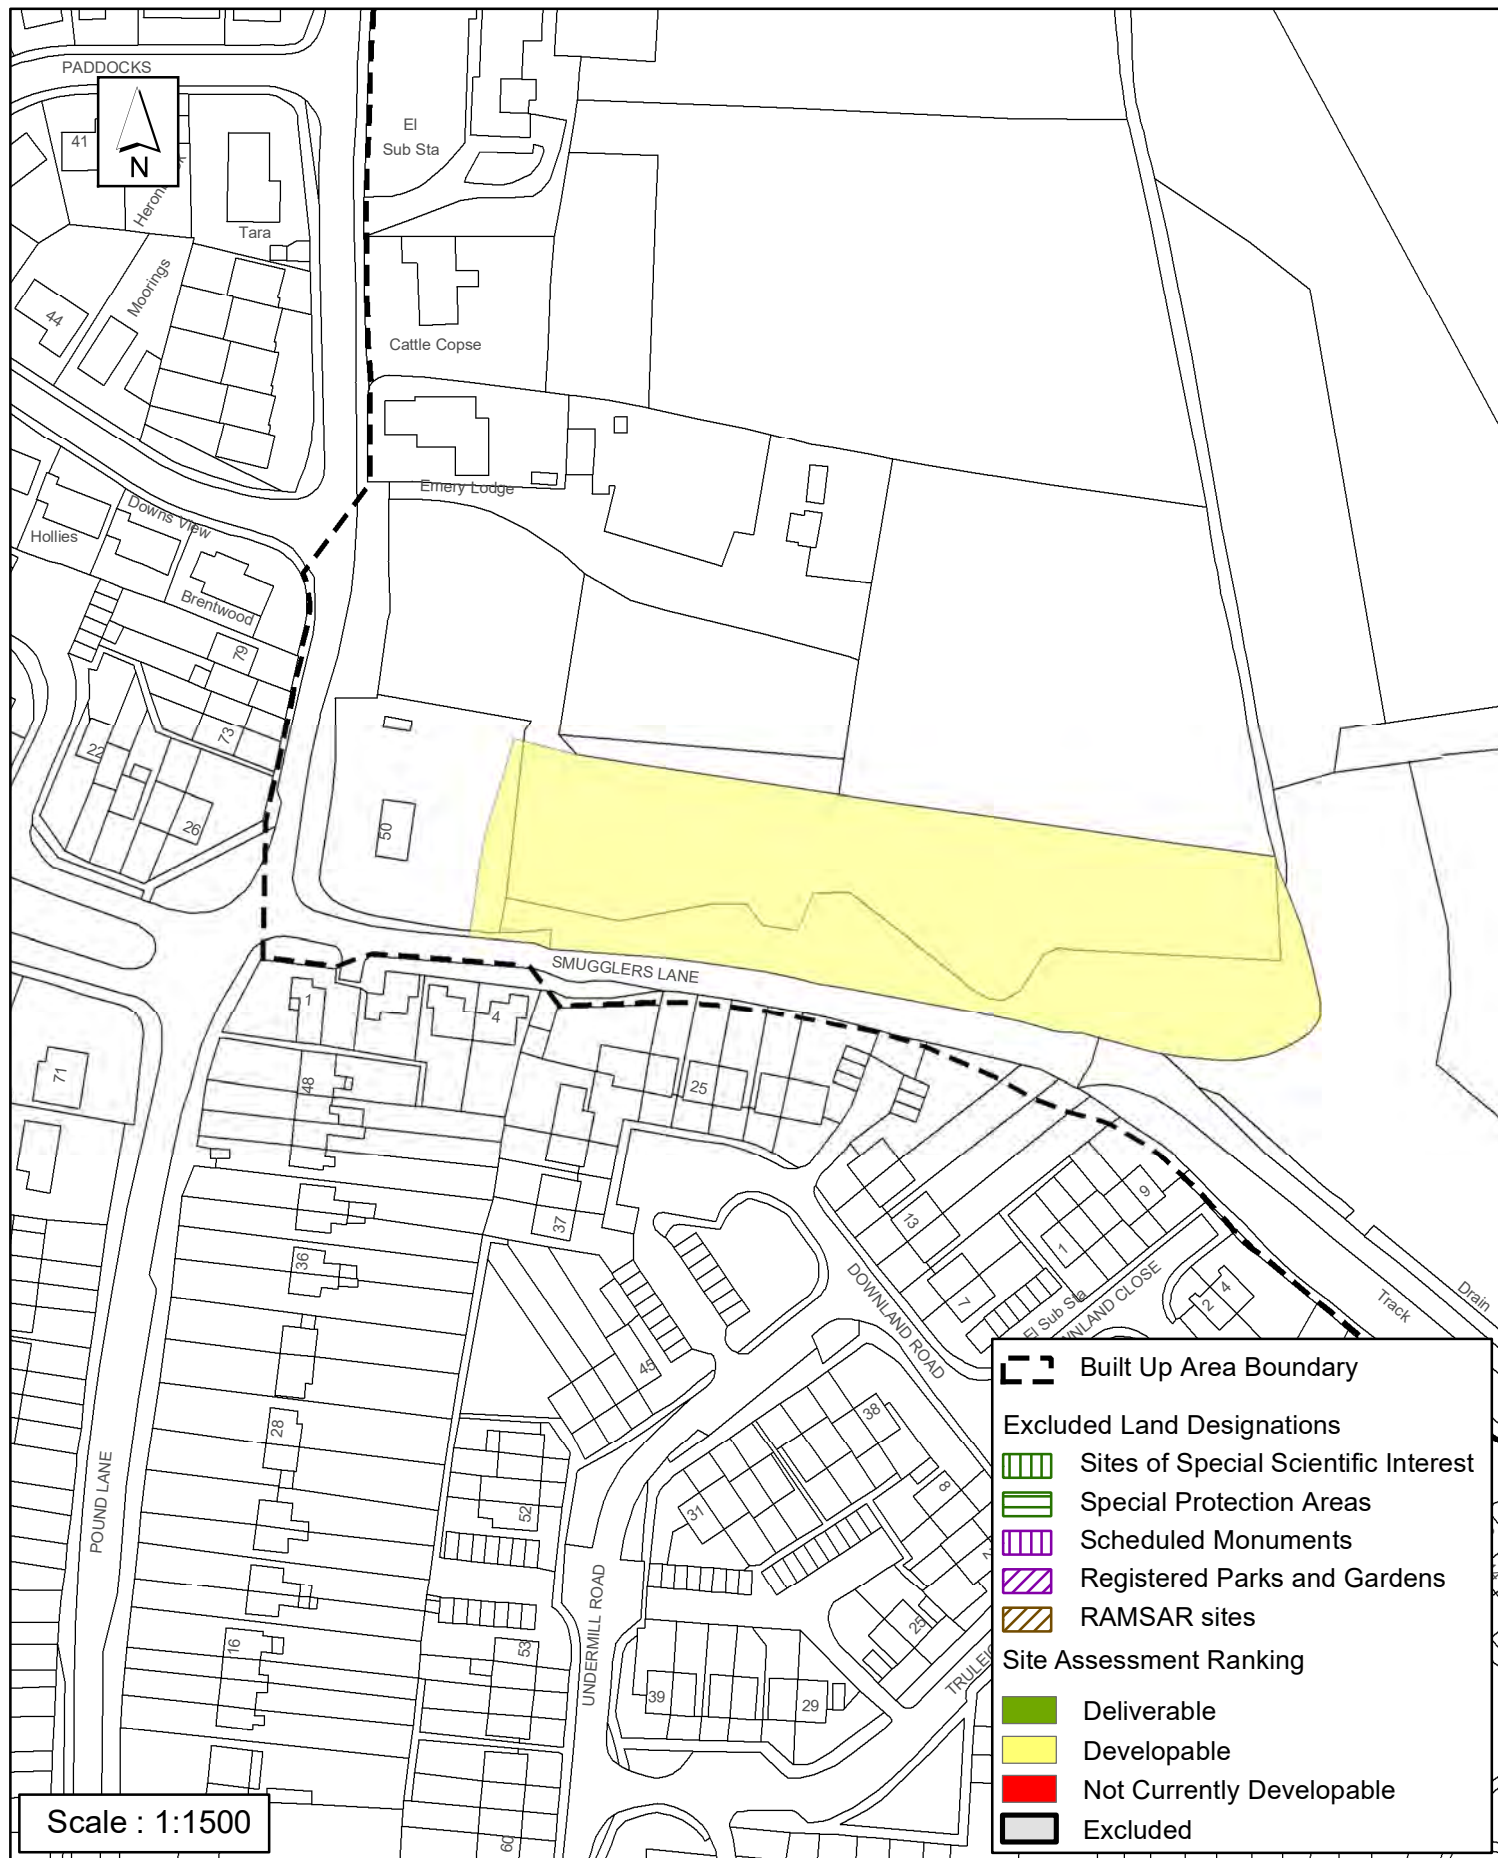 PADDOCKS
41
N
Tara
El
Sub Sta
44
Moorings
Cattle Copse
Emery Lodge
Hollies
Downs View
Brentwood
79
73
22
26
50
SMUGGLERS LANE
1
4
71
48
25
37
36
13
9
1
7
El Sub Sta
2
4
DOWNLAND ROAD
Track
Drain
45
28
38
31
8
52
POUND LANE
UNDERMILL ROAD
16
53
25
39
29
60
Scale : 1:1500
Built Up Area Boundary
Excluded Land Designations
Sites of Special Scientific Interest
Special Protection Areas
Scheduled Monuments
Registered Parks and Gardens
RAMSAR sites
Site Assessment Ranking
Deliverable
Developable
Not Currently Developable
Excluded